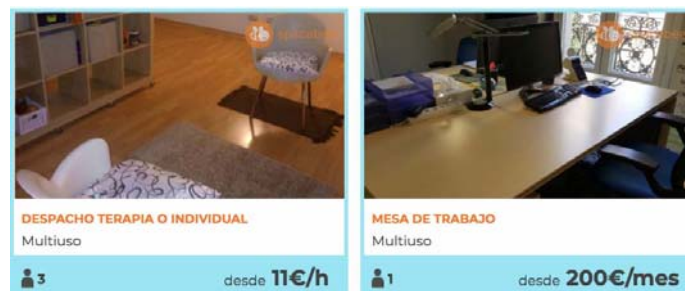 DESPACHO TERAPIA O INDIVIDUAL
Multiuso
3
desde 11€/h
MESA DE TRABAJO
Multiuso
1
desde 200€/mes